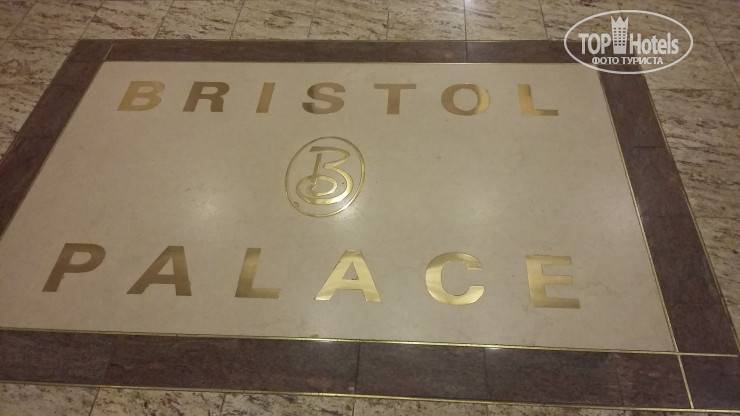 TOP Hotels
ФОТО ТУРИСТА
BRISTOL
B
PALACE